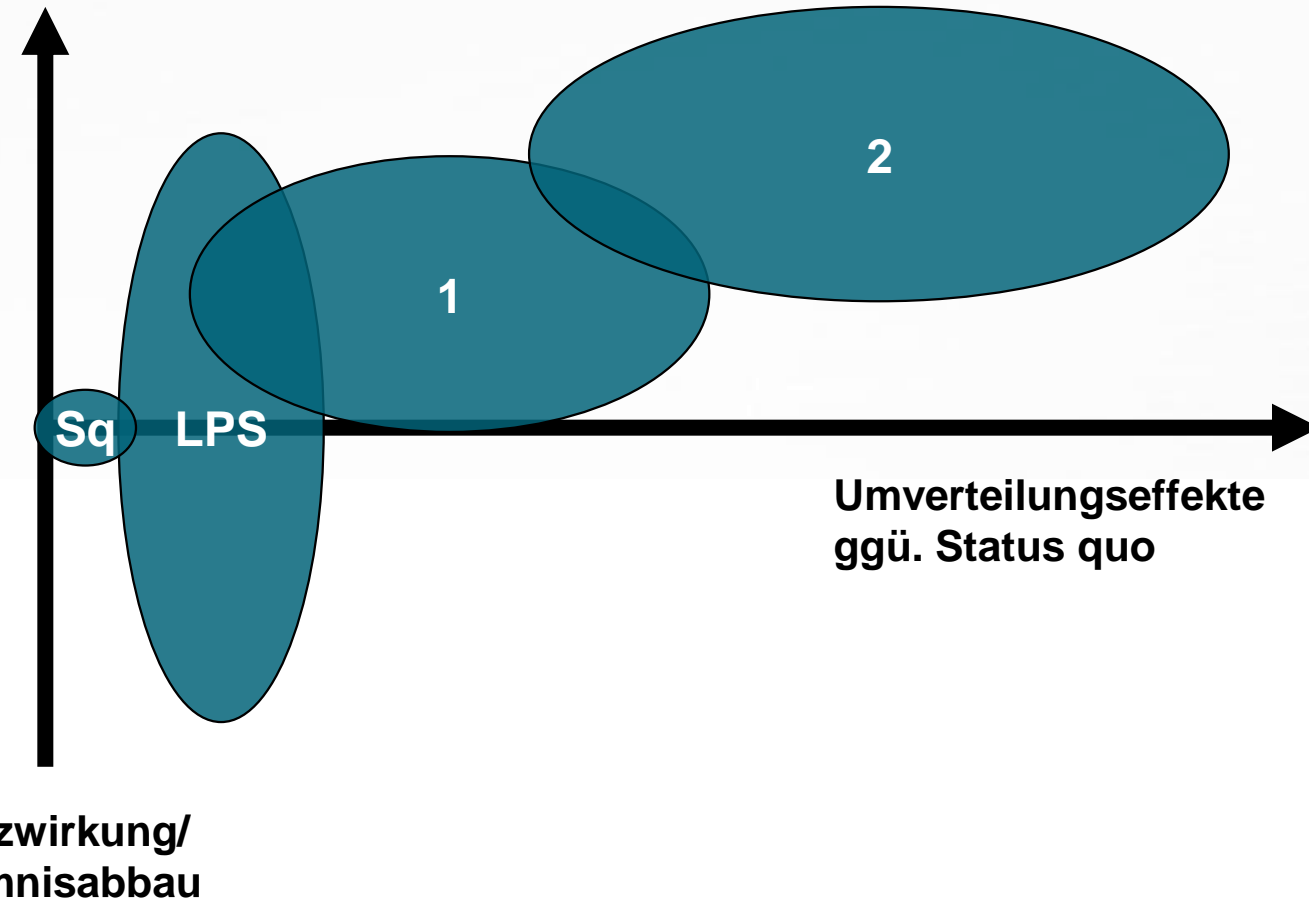 2
1
Sq
LPS
Umverteilungseffekte
ggü. Status quo
zwirkung/
nnisabbau